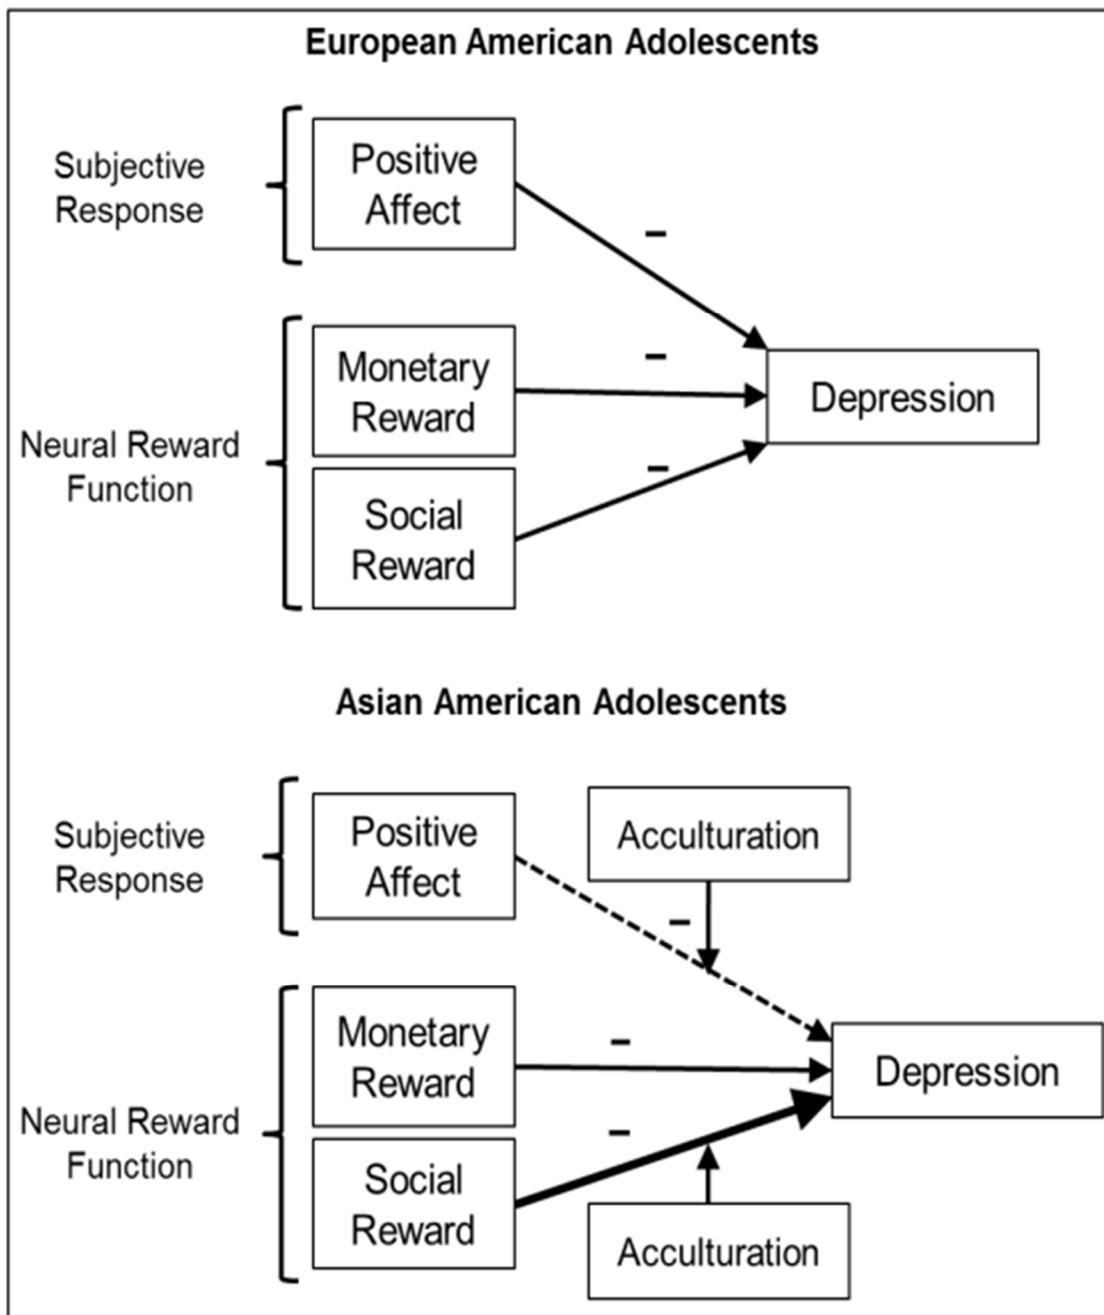 European American Adolescents
Subjective
Response
Positive
Affect
–
Monetary
Reward
–
Depression
Neural Reward
Function
Social
Reward
–
Asian American Adolescents
Subjective
Response
Positive
Affect
Acculturation
–
Monetary
Reward
–
Depression
Neural Reward
Function
Social
Reward
–
Acculturation